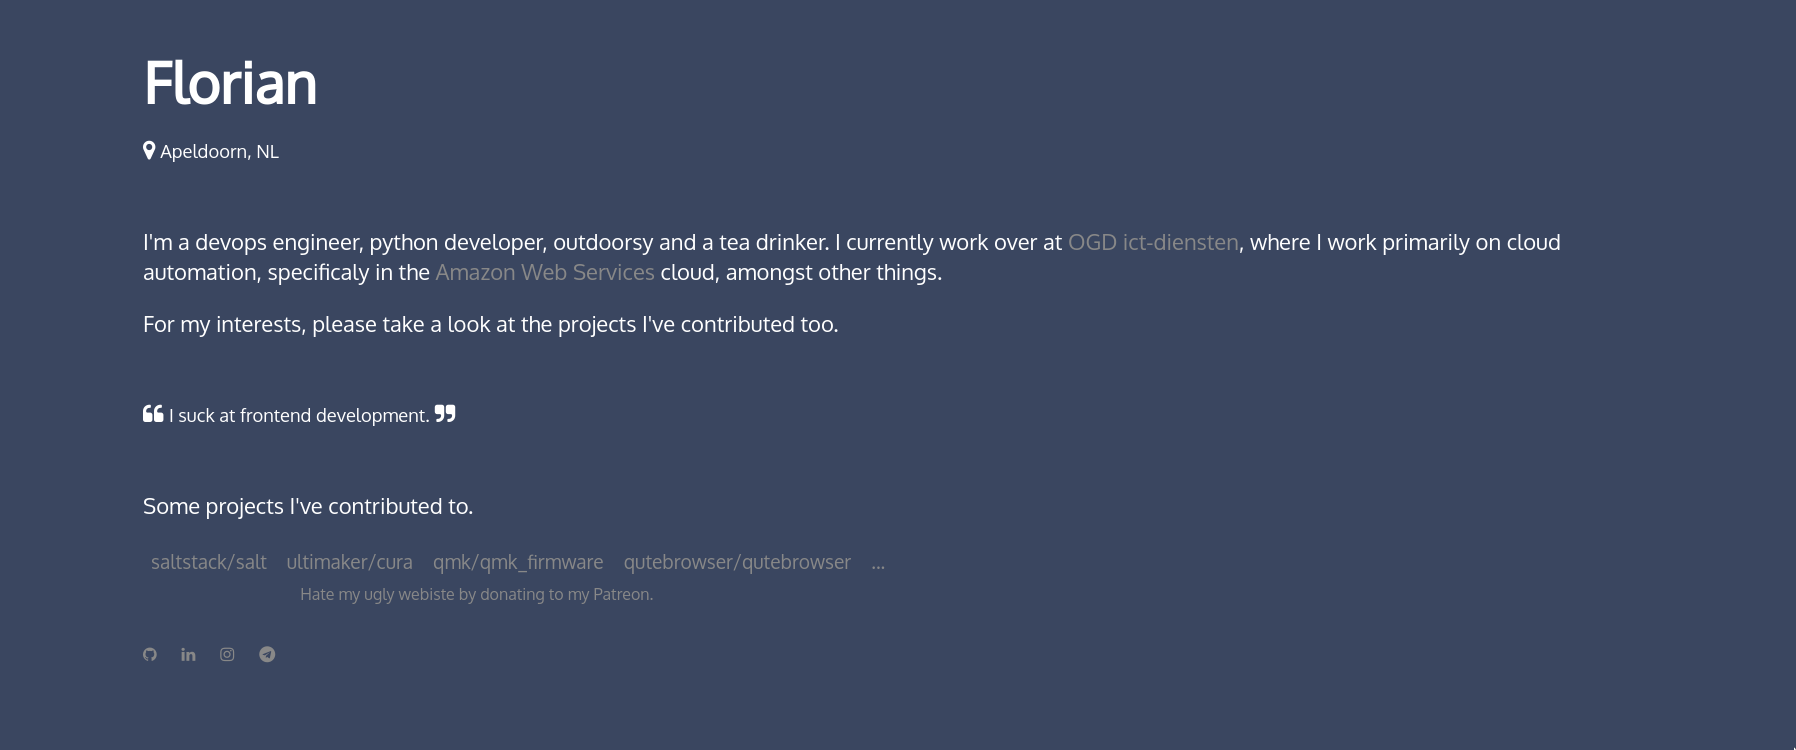 Florian
Apeldoorn, NL
I'm a devops engineer, python developer, outdoorsy and a tea drinker. I currently work over at OGD ict-diensten, where I work primarily on cloud
automation, specificaly in the Amazon Web Services cloud, amongst other things.
For my interests, please take a look at the projects I've contributed too.
❝ I suck at frontend development. ❞
Some projects I've contributed to.
saltstack/salt ultimaker/cura qmk/qmk_firmware qutebrowser/qutebrowser ...
Hate my ugly webiste by donating to my Patreon.